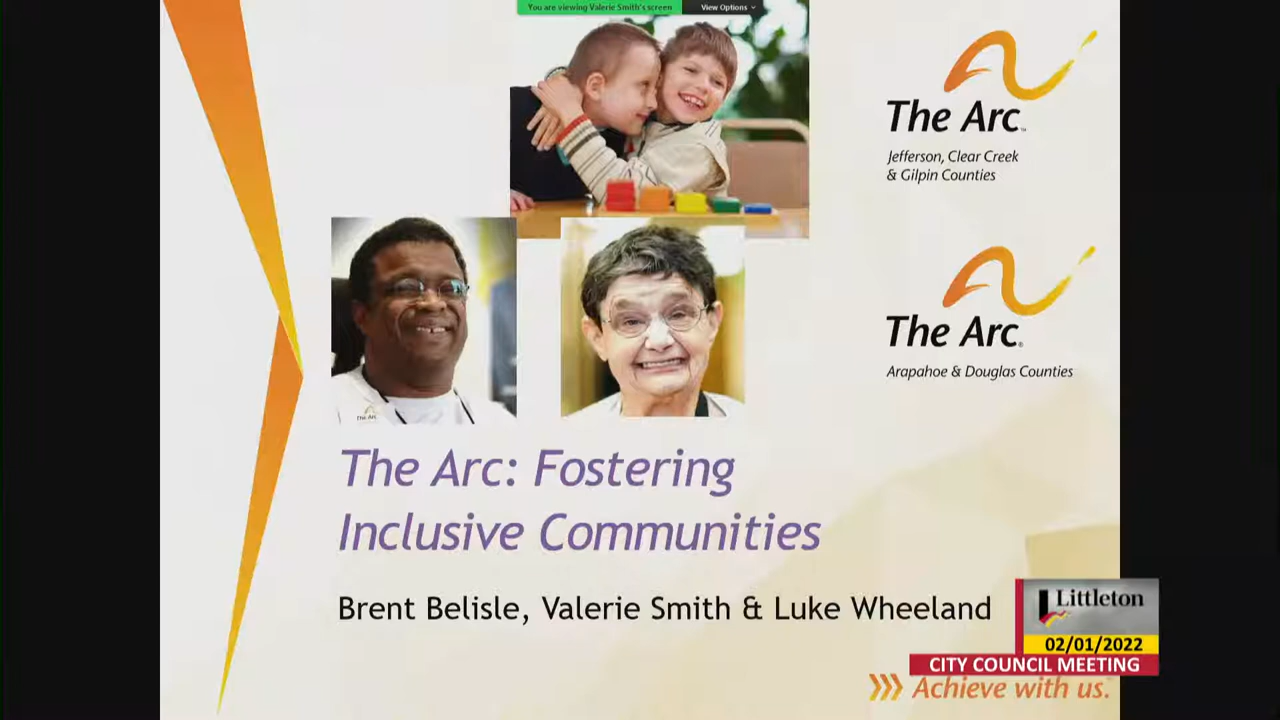 You are viewing Valerie Smith's screen
View Options
The Arc™
Jefferson, Clear Creek
& Gilpin Counties
The Arc®
Arapahoe & Douglas Counties
The Arc
The Arc: Fostering
Inclusive Communities
Brent Belisle, Valerie Smith & Luke Wheeland
Littleton
02/01/2022
CITY COUNCIL MEETING
Achieve with us.